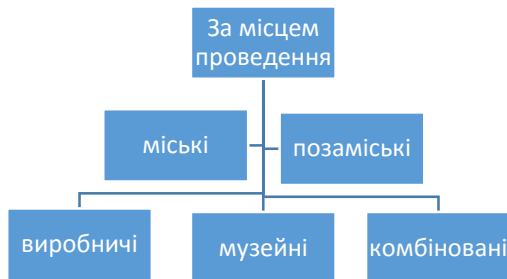 За місцем
проведення
міські
позаміські
виробничі
музейні
комбіновані